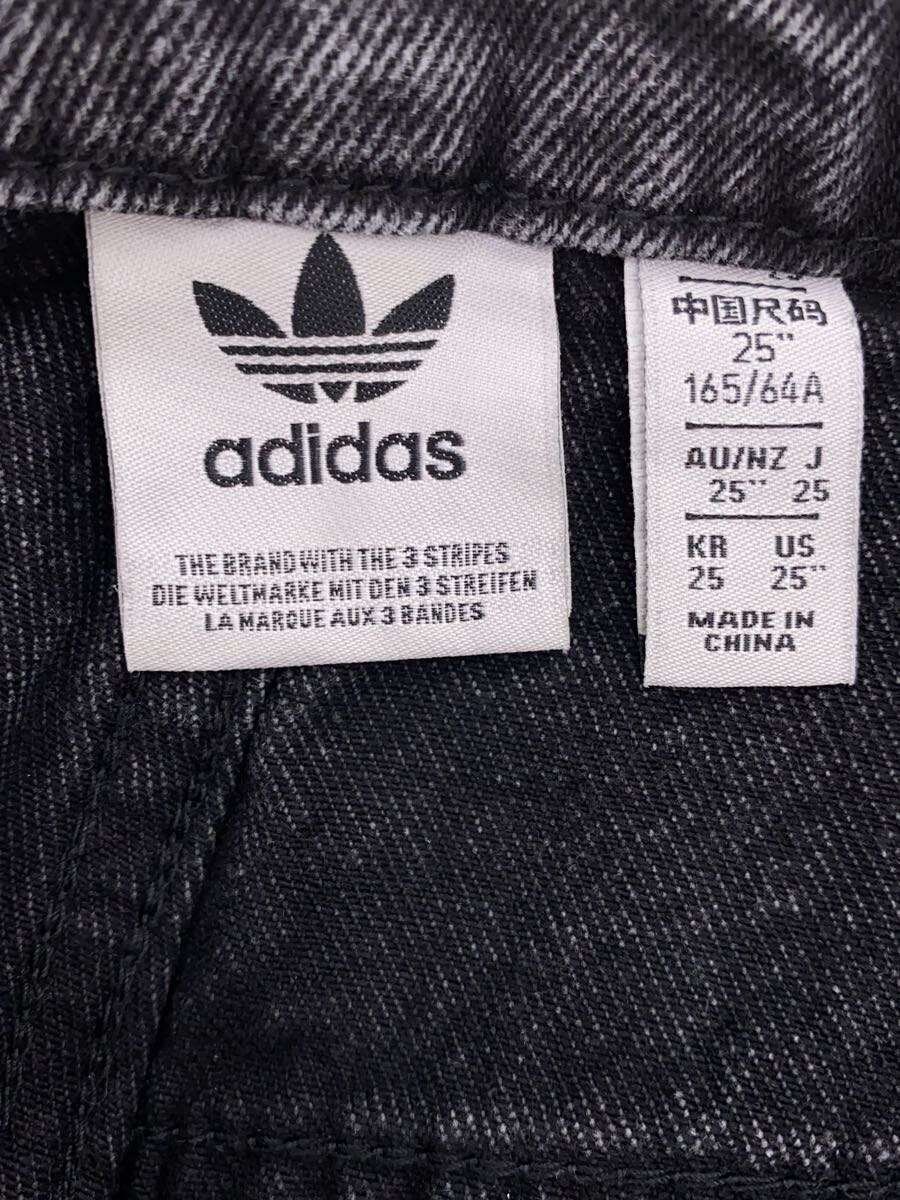 adidas
THE BRAND WITH THE 3 STRIPES
DIE WELTMARKE MIT DEN 3 STREIFEN
LA MARQUE AUX 3 BANDES
中国尺码
25"
165/64A
AU/NZ J
25" 25
KR US
25 25"
MADE IN
CHINA